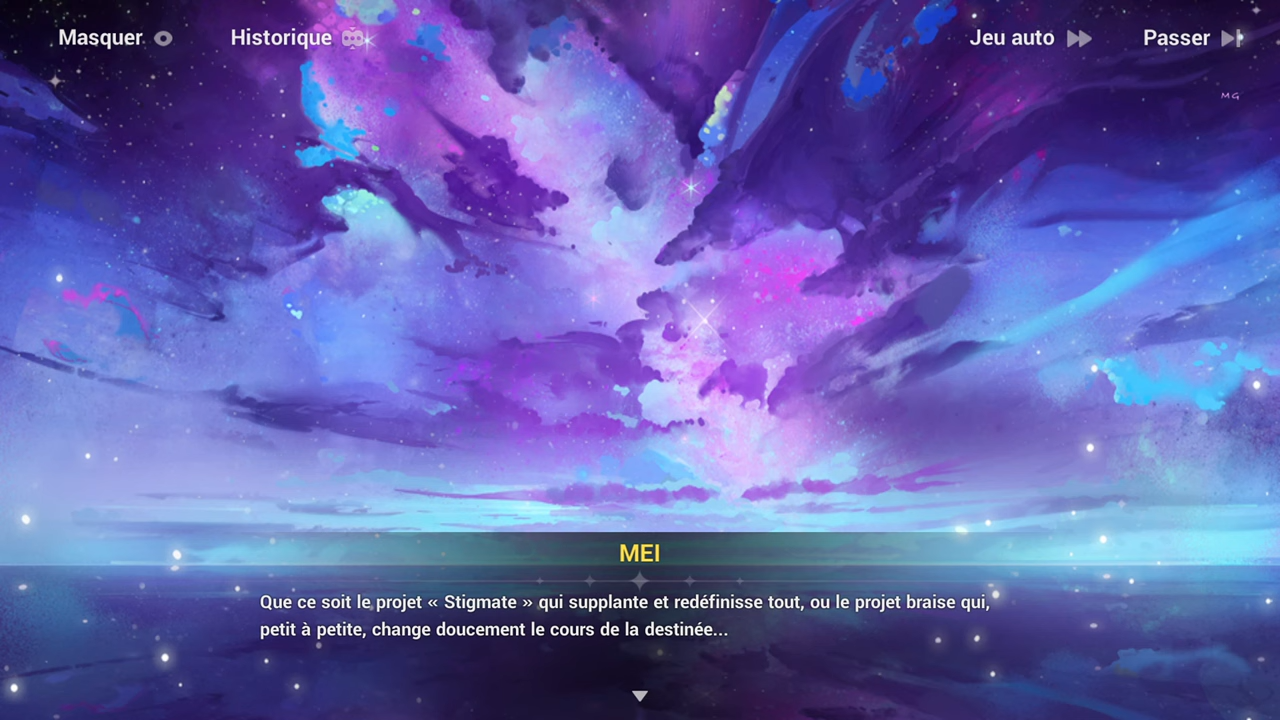 Masquer
Historique
Jeu auto
Passer
MG
MEI
Que ce soit le projet « Stigmate » qui supplante et redéfinisse tout, ou le projet braise qui,
petit à petite, change doucement le cours de la destinée...